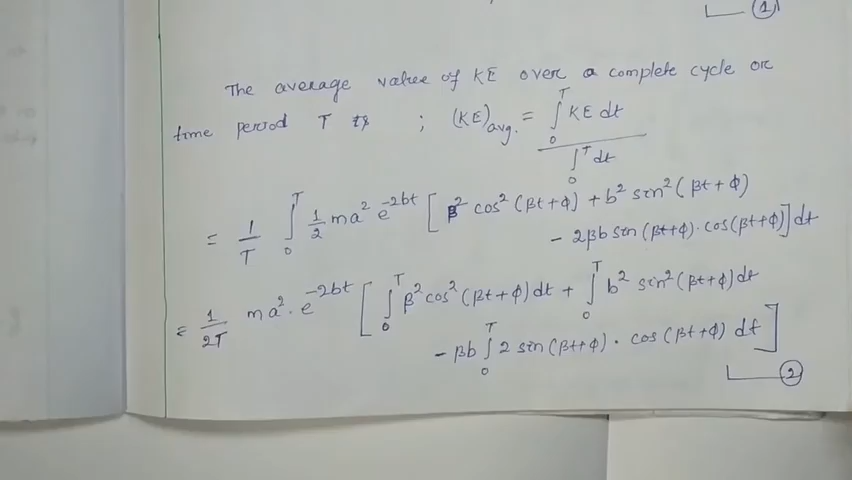 ①
The average value of KE over a complete cycle or
time period T is ; (KE)avg. = ∫₀ᵀ KE dt / ∫₀ᵀ dt
= 1/T ∫₀ᵀ 1/2 ma² e^(-2bt) [ β² cos² (βt+φ) + b² sin² (βt+φ)
- 2βb sin (βt+φ) · cos(βt+φ)] dt
= 1/2T ma² · e^(-2bt) [ ∫₀ᵀ β² cos² (βt+φ) dt + ∫₀ᵀ b² sin² (βt+φ) dt
- βb ∫₀ᵀ 2 sin (βt+φ) · cos (βt+φ) dt ]
②